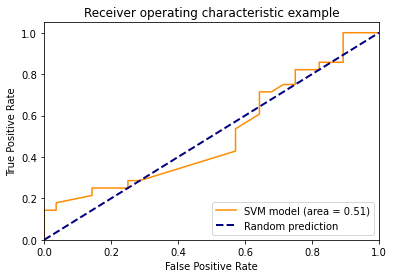 Receiver operating characteristic example
True Positive Rate
1.0
0.8
0.6
0.4
0.2
0.0
SVM model (area = 0.51)
Random prediction
0.0 0.2 0.4 0.6 0.8 1.0
False Positive Rate